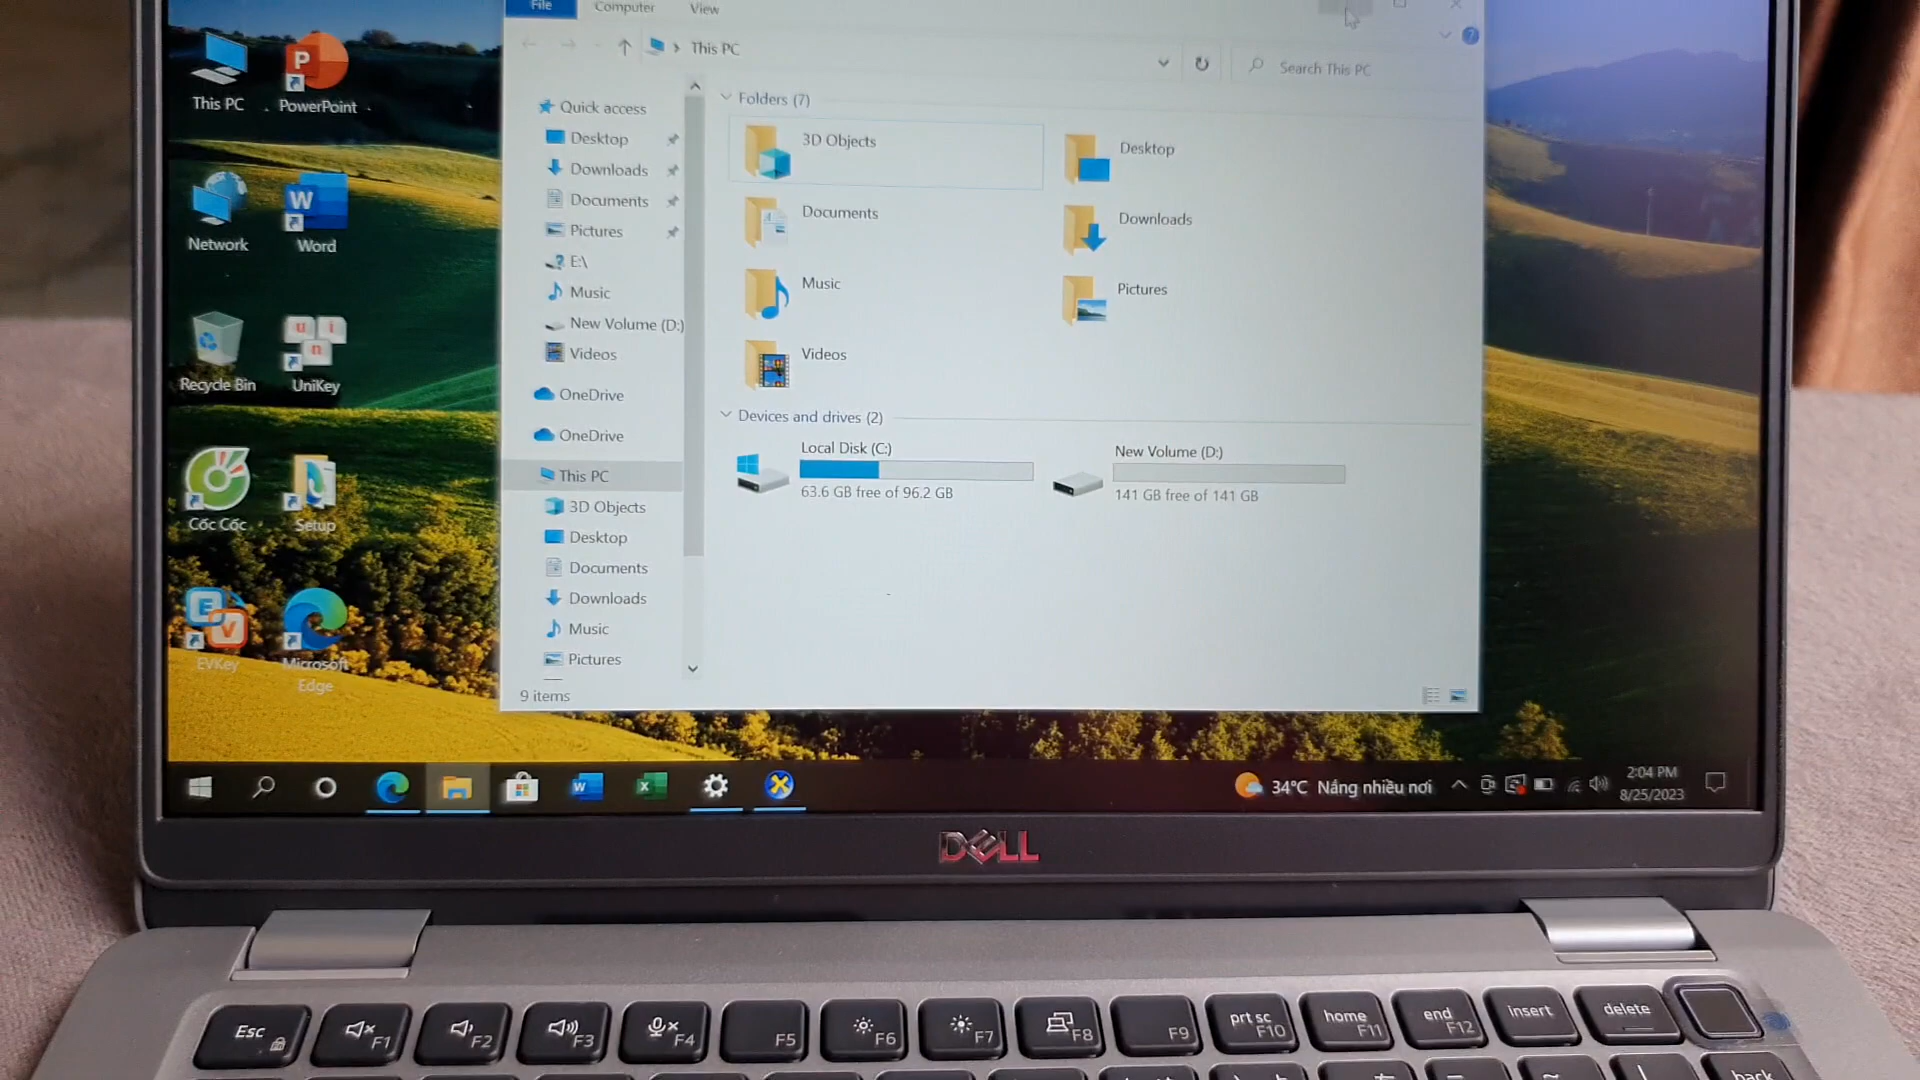 File
Computer
View
This PC
Search This PC
Quick access
Desktop
Downloads
Documents
Pictures
E:\
Music
New Volume (D:)
Videos
OneDrive
OneDrive
This PC
3D Objects
Desktop
Documents
Downloads
Music
Pictures
9 items
Folders (7)
3D Objects
Desktop
Documents
Downloads
Music
Pictures
Videos
Devices and drives (2)
Local Disk (C:)
63.6 GB free of 96.2 GB
New Volume (D:)
141 GB free of 141 GB
This PC
PowerPoint
Network
Word
Recycle Bin
UniKey
Cốc Cốc
Setup
EVKey
Microsoft
Edge
34°C Nắng nhiều nơi
2:04 PM
8/25/2023
DELL
Esc
F1
F2
F3
F4
F5
F6
F7
F8
F9
prt sc
F10
home
F11
end
F12
insert
delete
back